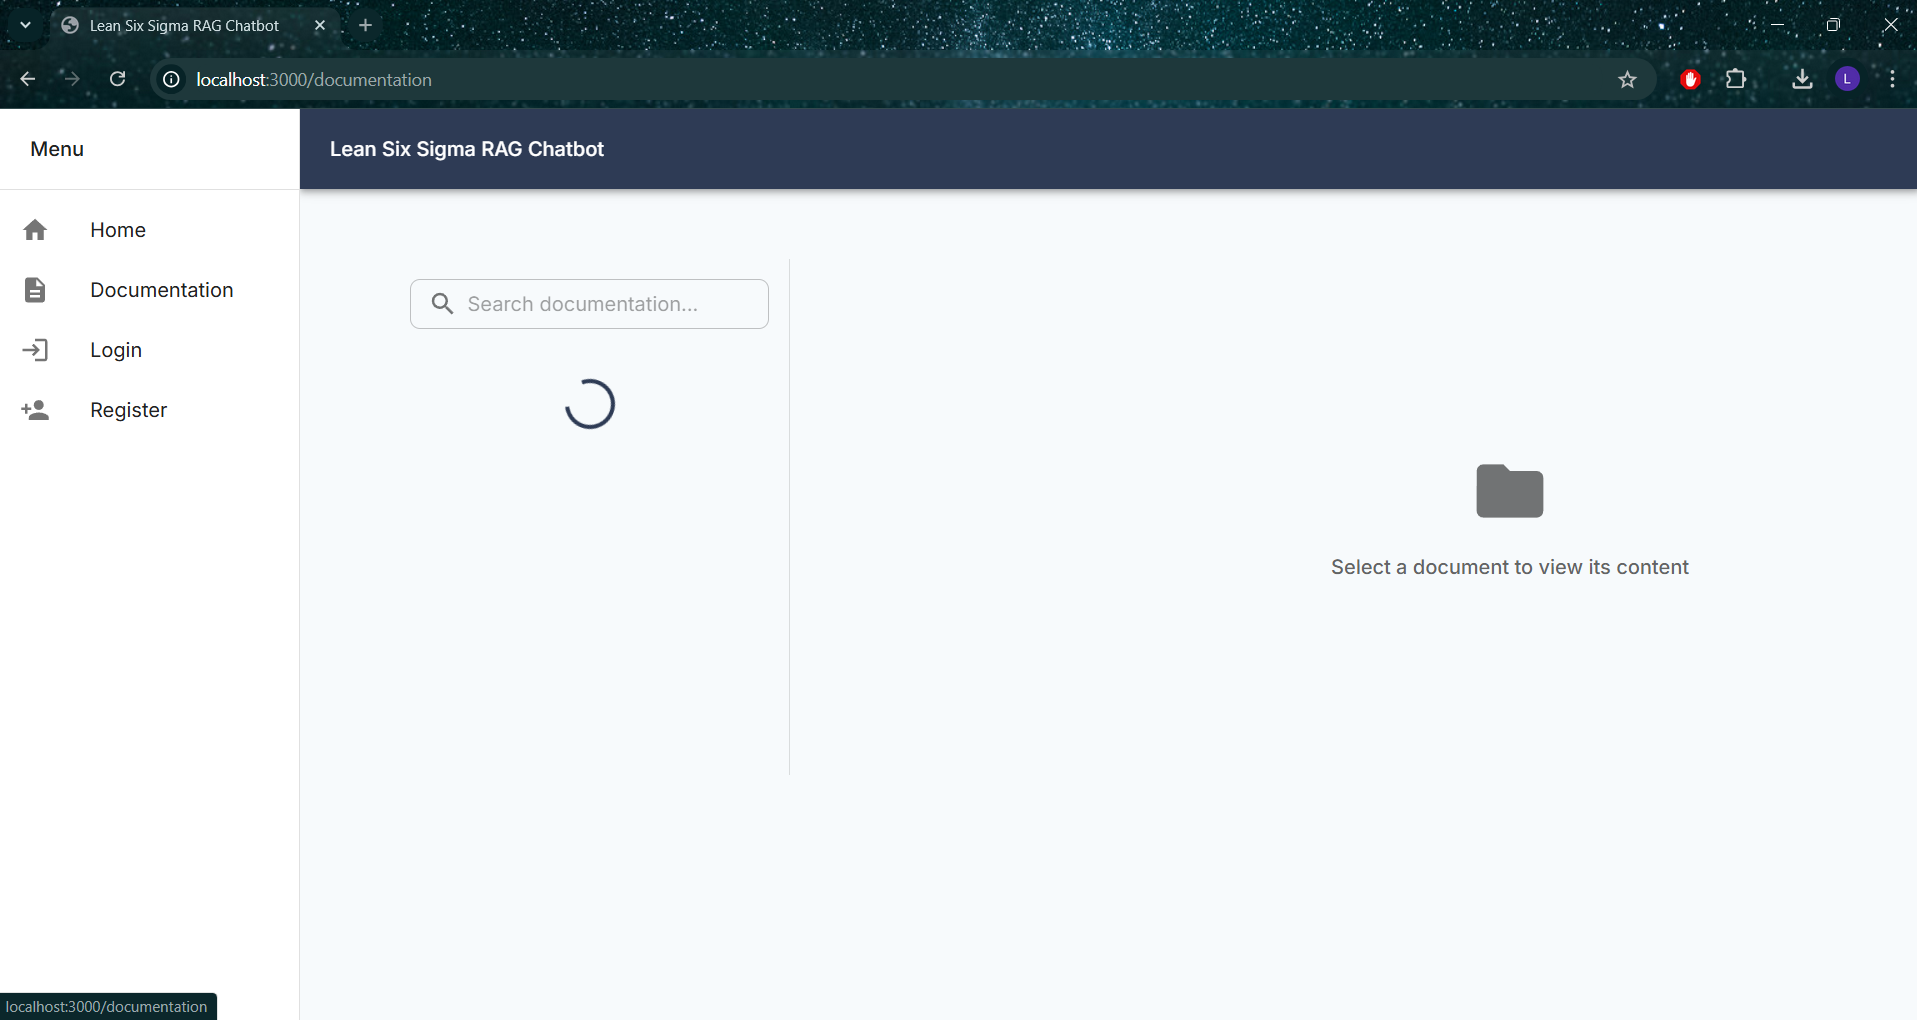 Lean Six Sigma RAG Chatbot
localhost:3000/documentation
L
Menu
Lean Six Sigma RAG Chatbot
Home
Documentation
Login
Register
Search documentation...
Select a document to view its content
localhost:3000/documentation